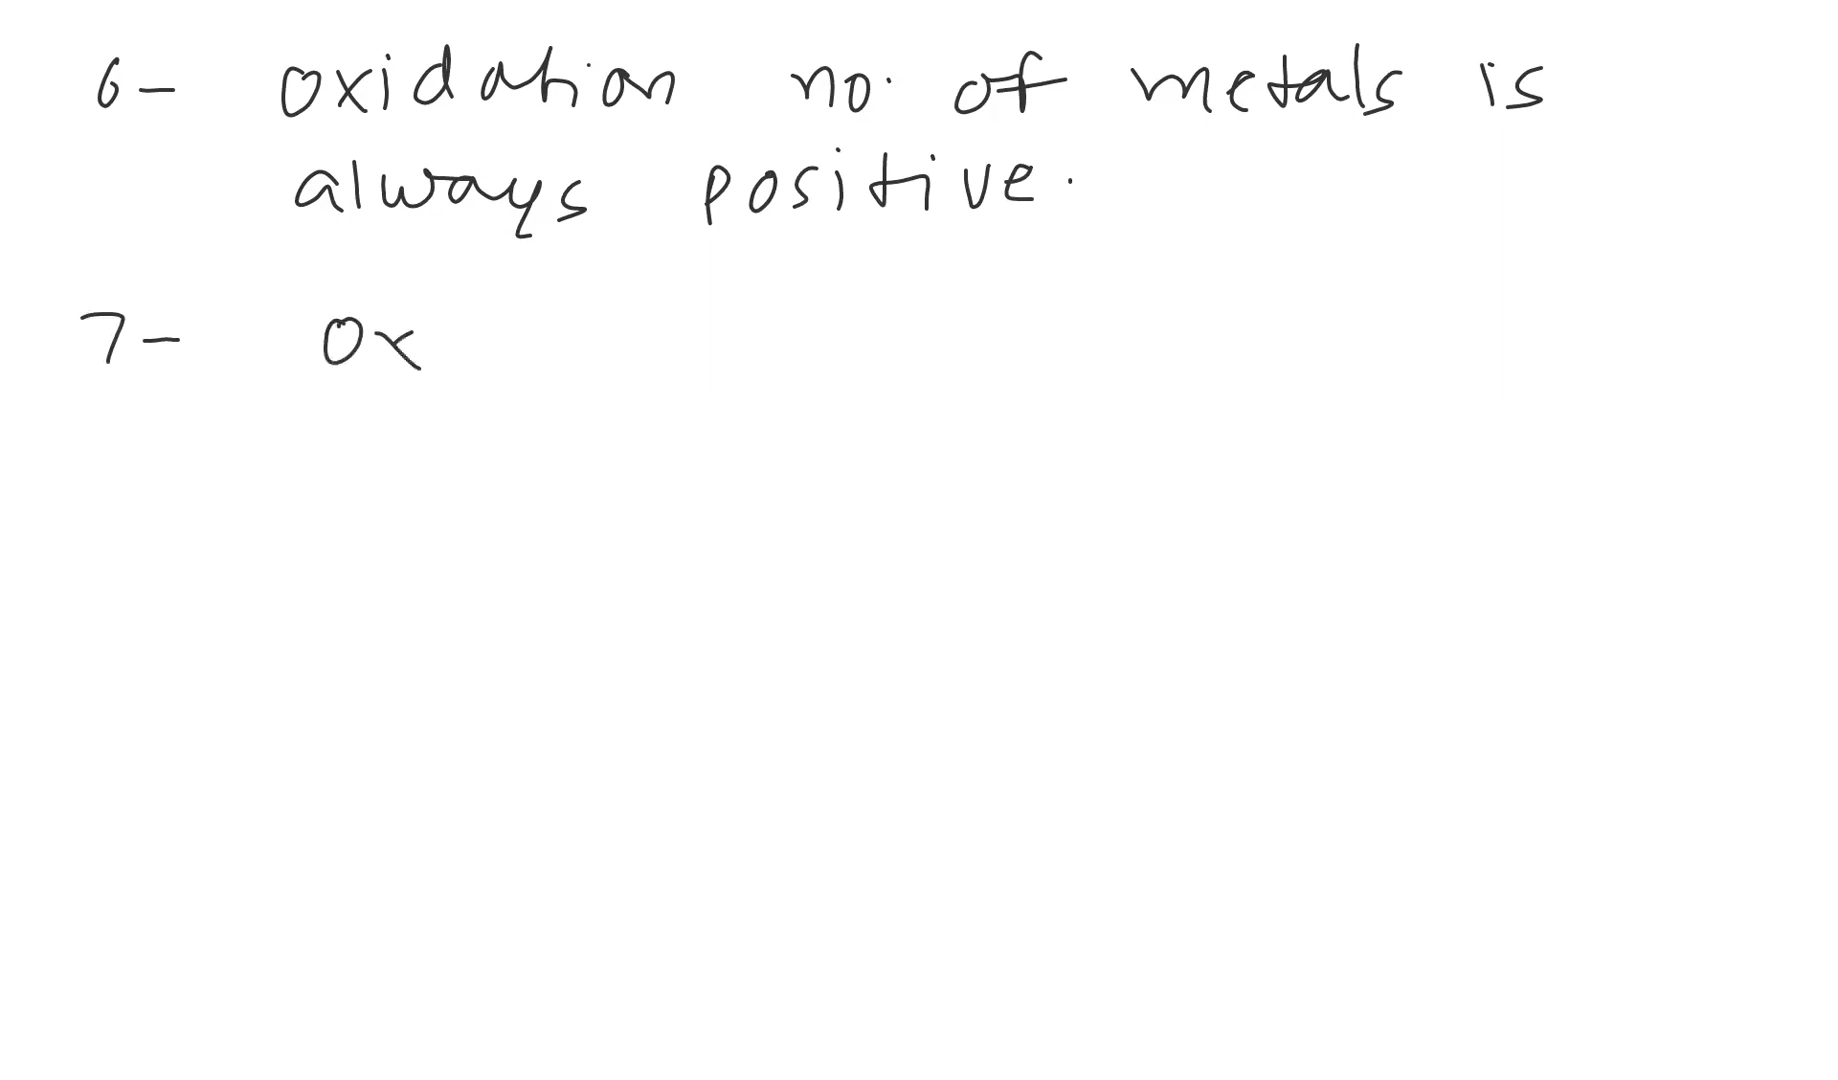 6- oxidation no. of metals is
always positive.
7- Ox